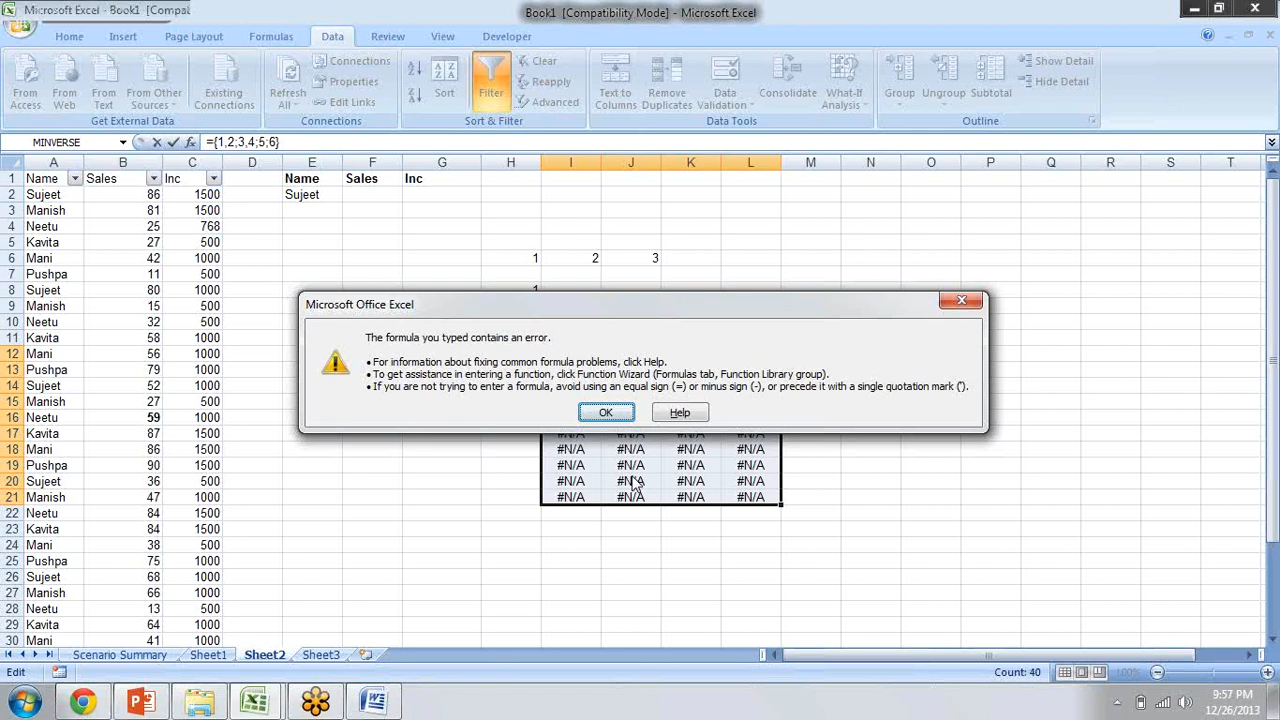 Book1 - Book1 [Compat
Book1 [Compatibility Mode] - Microsoft Excel
Home Insert Page Layout Formulas Data Review View Developer
From Access
From Web
From Text
From Other Sources
Existing Connections
Refresh All
Connections
Properties
Edit Links
Sort
Filter
Clear
Reapply
Advanced
Text to Columns
Remove Duplicates
Data Validation
Consolidate
What-If Analysis
Group
Ungroup
Subtotal
Show Detail
Hide Detail
Get External Data Connections Sort & Filter Data Tools Outline
MINVERSE ={1,2;3,4;5;6}
A B C D E F G H I J K L M N O P Q R S T
1 Name Sales Inc Name Sales Inc
2 Sujeet 86 1500 Sujeet
3 Manish 81 1500
4 Neetu 25 768
5 Kavita 27 500
6 Mani 42 1000 1 2 3
7 Pushpa 11 500
8 Sujeet 80 1000 1
9 Manish 15 500
10 Neetu 32 500
11 Kavita 58 1000
12 Mani 56 1000
13 Pushpa 79 1000
14 Sujeet 52 1000
15 Manish 27 500
16 Neetu 59 1000
17 Kavita 87 1500 #N/A #N/A #N/A #N/A
18 Mani 86 1500 #N/A #N/A #N/A #N/A
19 Pushpa 90 1500 #N/A #N/A #N/A #N/A
20 Sujeet 36 500 #N/A #N/A #N/A #N/A
21 Manish 47 1000 #N/A #N/A #N/A #N/A
22 Neetu 84 1500
23 Kavita 84 1500
24 Mani 38 500
25 Pushpa 75 1000
26 Sujeet 68 1000
27 Manish 66 1000
28 Neetu 13 500
29 Kavita 64 1000
30 Mani 41 1000
Microsoft Office Excel
The formula you typed contains an error.
• For information about fixing common formula problems, click Help.
• To get assistance in entering a function, click Function Wizard (Formulas tab, Function Library group).
• If you are not trying to enter a formula, avoid using an equal sign (=) or minus sign (-), or precede it with a single quotation mark (').
OK Help
Scenario Summary Sheet1 Sheet2 Sheet3
Edit Count: 40 100%
9:57 PM
12/26/2013